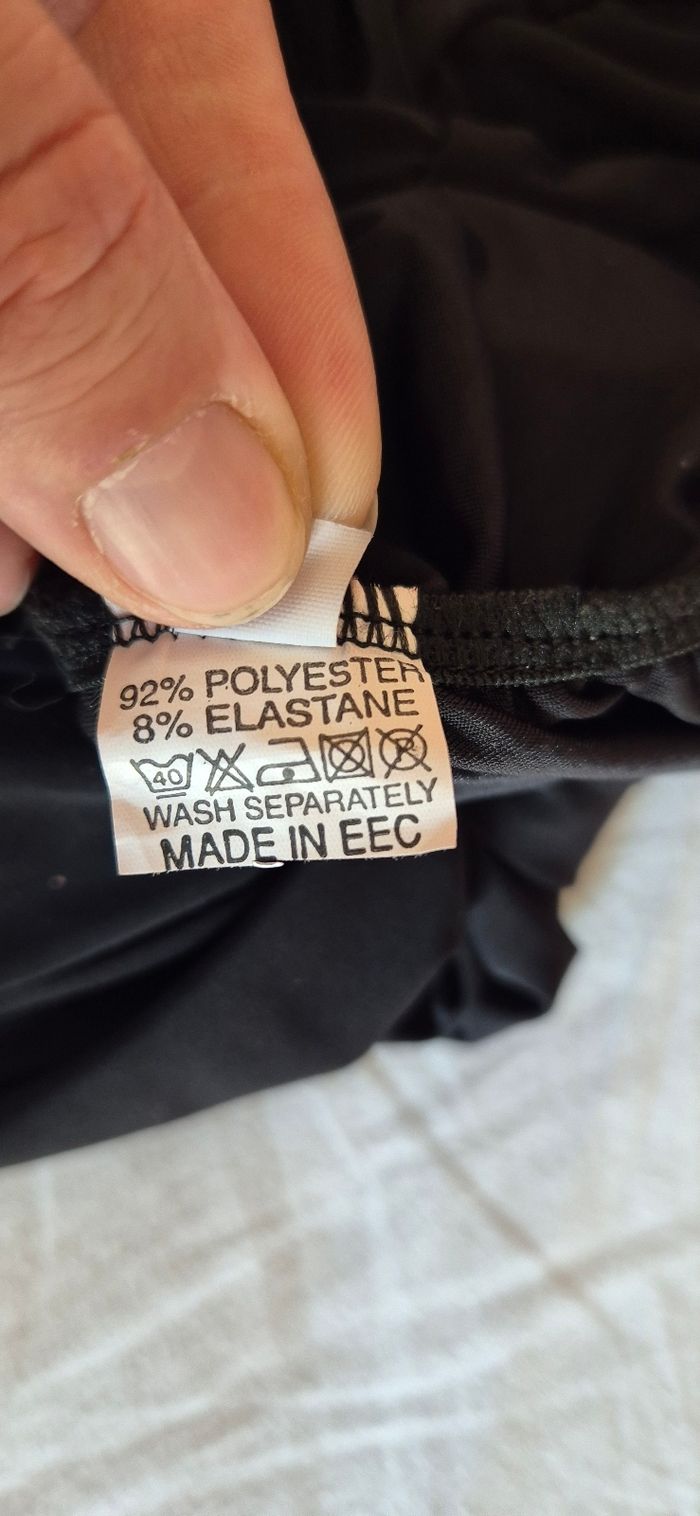 92% POLYESTER
8% ELASTANE
40 P
WASH SEPARATELY
MADE IN EEC